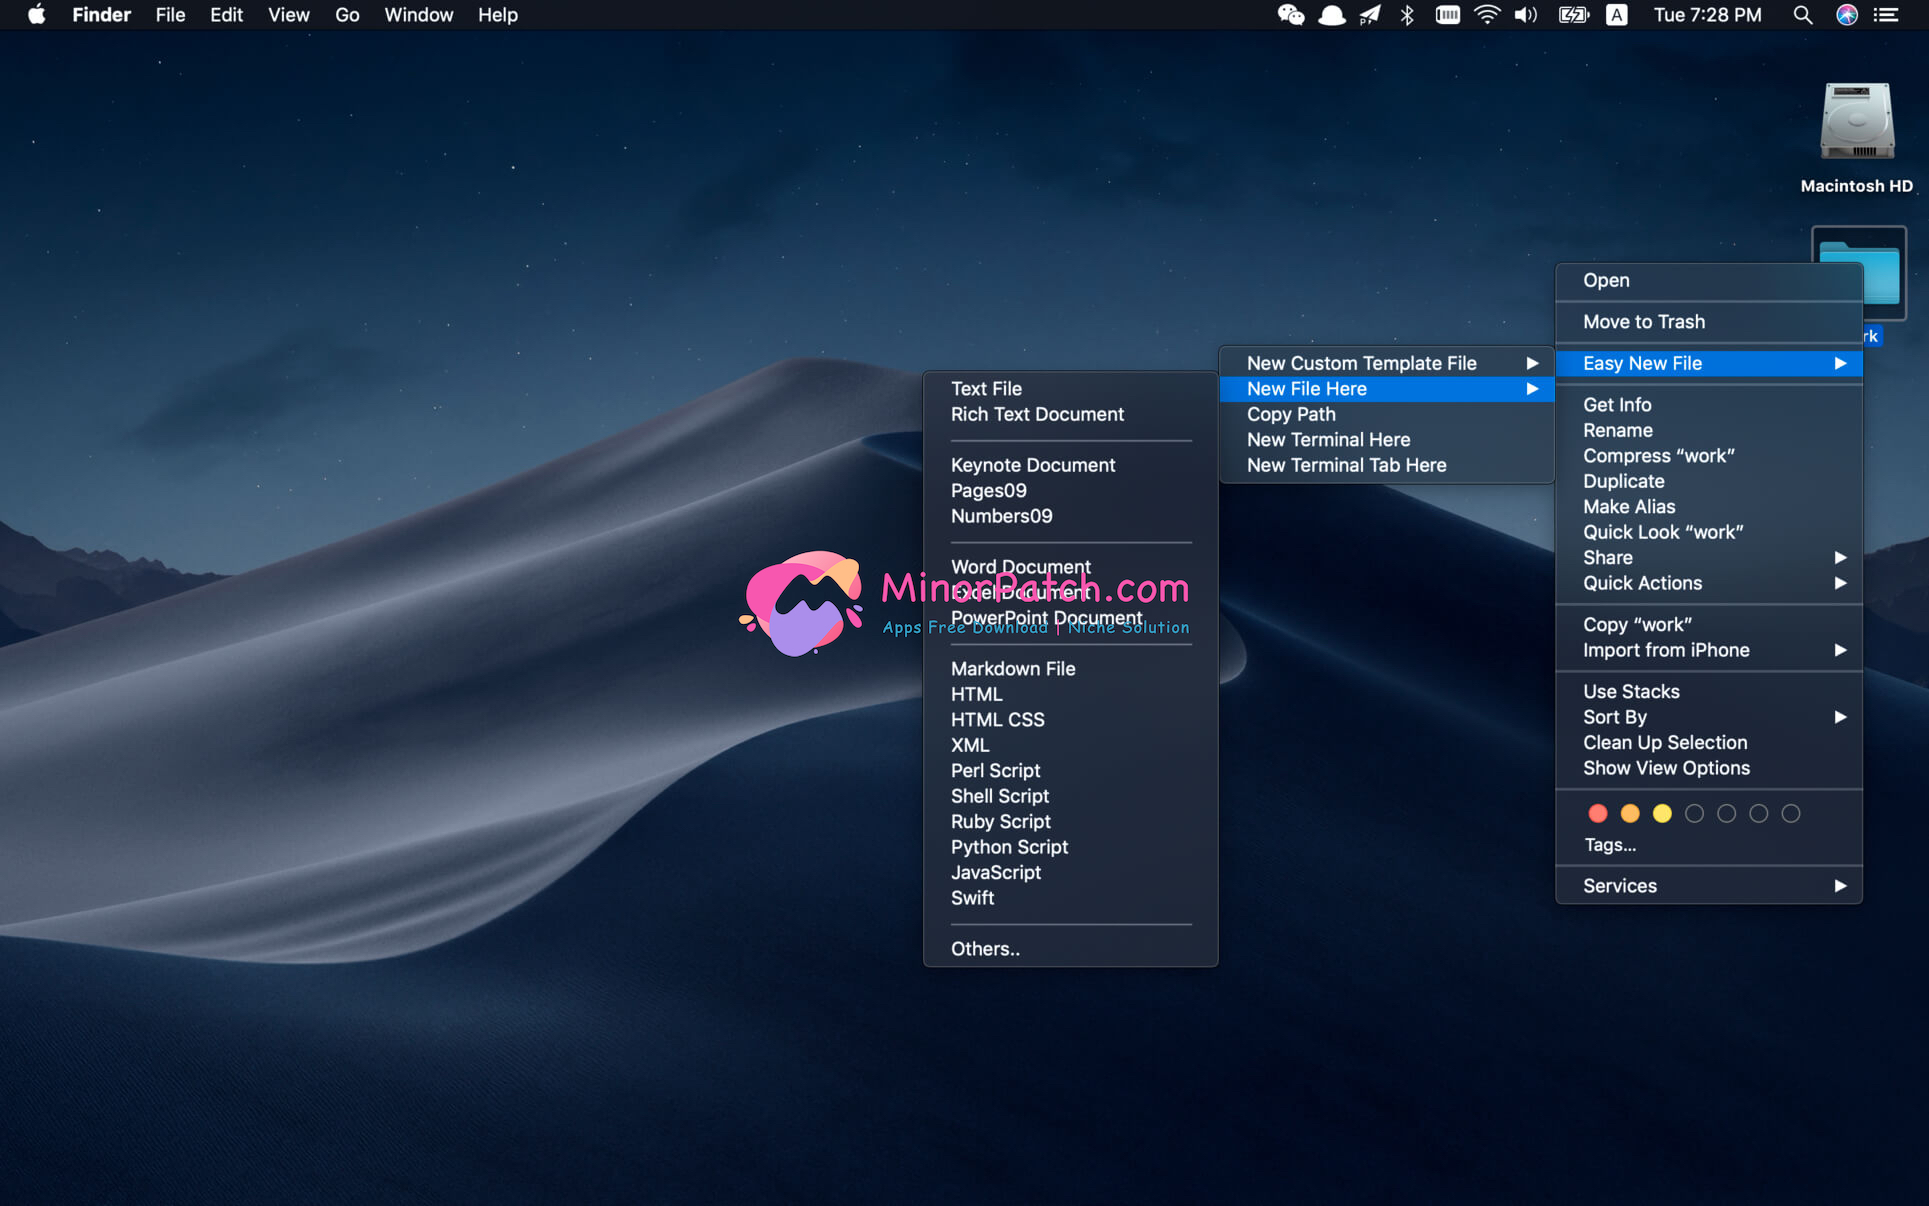 Finder File Edit View Go Window Help
A Tue 7:28 PM
Macintosh HD
rk
Open
Move to Trash
Easy New File
Get Info
Rename
Compress “work”
Duplicate
Make Alias
Quick Look “work”
Share
Quick Actions
Copy “work”
Import from iPhone
Use Stacks
Sort By
Clean Up Selection
Show View Options
Tags...
Services
New Custom Template File
New File Here
Copy Path
New Terminal Here
New Terminal Tab Here
Text File
Rich Text Document
Keynote Document
Pages09
Numbers09
Word Document
Excel Document
PowerPoint Document
Markdown File
HTML
HTML CSS
XML
Perl Script
Shell Script
Ruby Script
Python Script
JavaScript
Swift
Others..
MinorPatch.com
Apps Free Download | Niche Solution